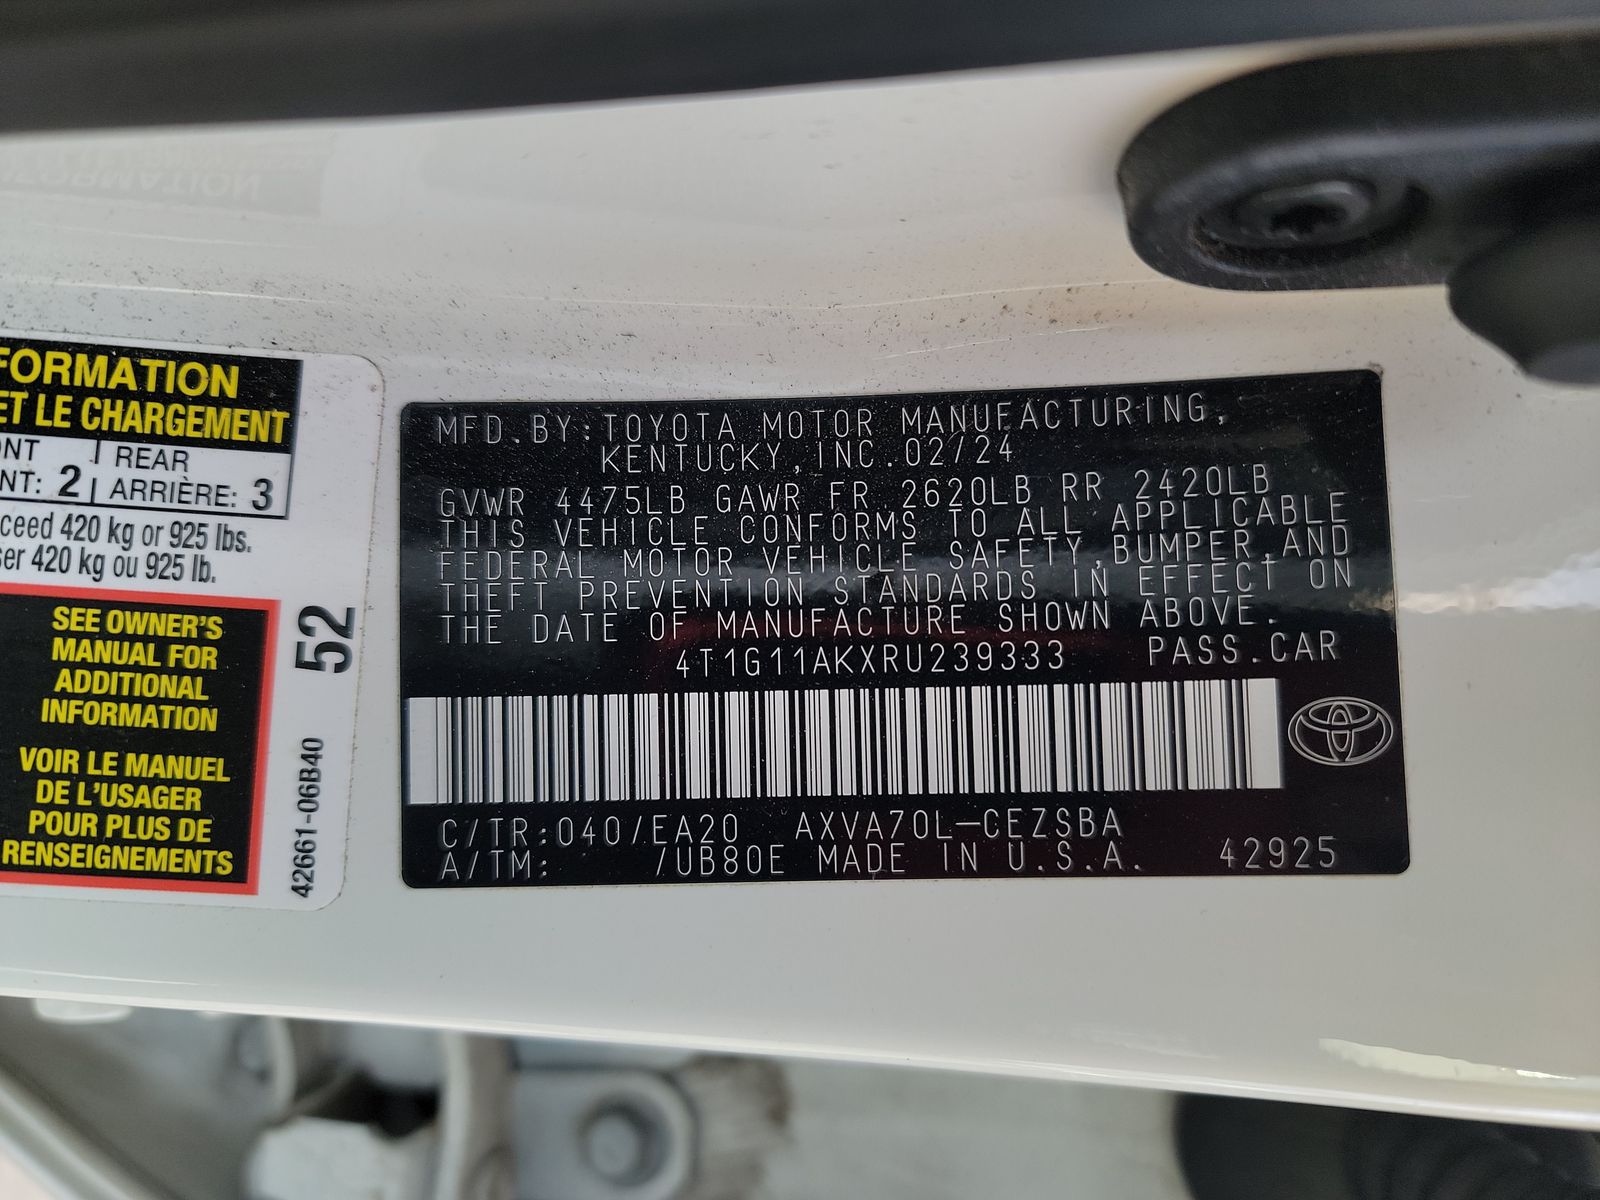 FORMATION
ET LE CHARGEMENT
REAR
2
ARRIÈRE: 3
420 kg or 925 lbs.
420 kg ou 925 lb.
SEE OWNER'S
MANUAL FOR
ADDITIONAL
INFORMATION
VOIR LE MANUEL
DE L'USAGER
POUR PLUS DE
RENSEIGNEMENTS
52
42661-06B40
MFD.BY:TOYOTA MOTOR MANUFACTURING,
KENTUCKY,INC.02/24
GVWR 4475LB GAWR FR 2620LB RR 2420LB
THIS VEHICLE CONFORMS TO ALL APPLICABLE
FEDERAL MOTOR VEHICLE SAFETY,BUMPER,AND
THEFT PREVENTION STANDARDS IN EFFECT ON
THE DATE OF MANUFACTURE SHOWN ABOVE.
4T1G11AKXRU239333 PASS.CAR
C/TR:040/EA20 AXVA70L-CEZSBA
A/TM: /UB80E MADE IN U.S.A. 42925